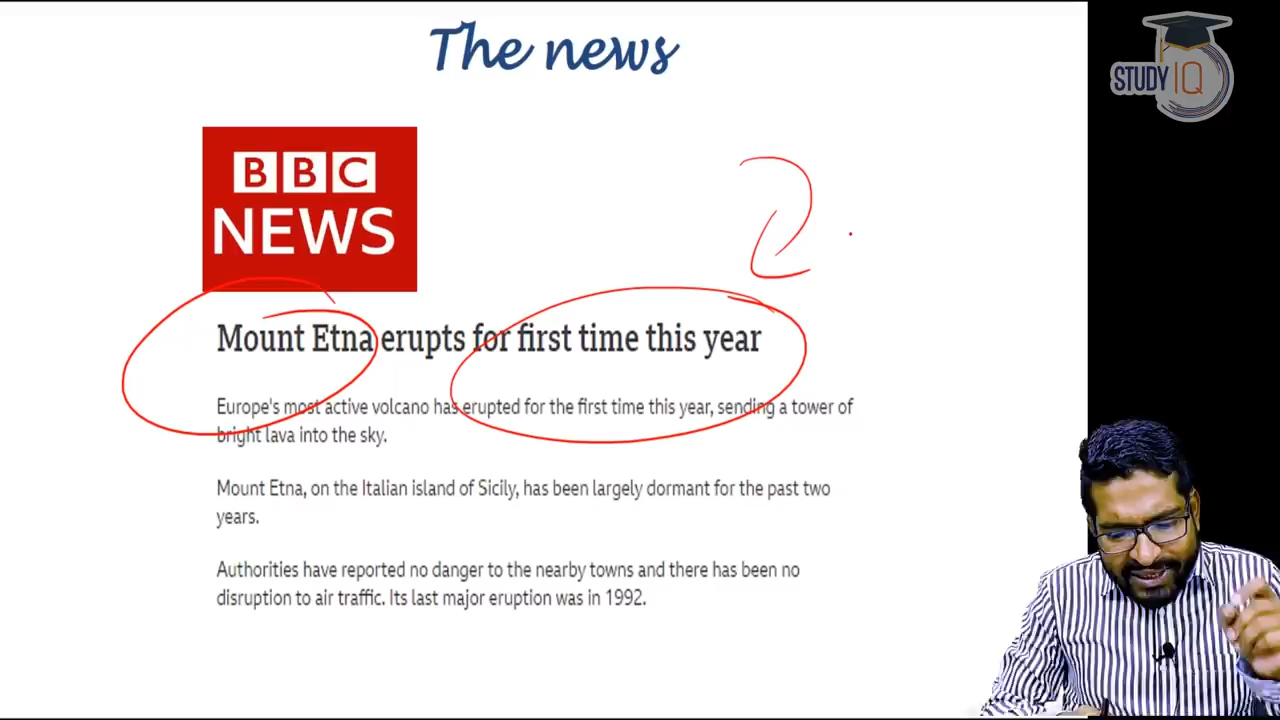 The news
STUDY IQ
BBC
NEWS
Mount Etna erupts for first time this year
Europe's most active volcano has erupted for the first time this year, sending a tower of
bright lava into the sky.
Mount Etna, on the Italian island of Sicily, has been largely dormant for the past two
years.
Authorities have reported no danger to the nearby towns and there has been no
disruption to air traffic. Its last major eruption was in 1992.